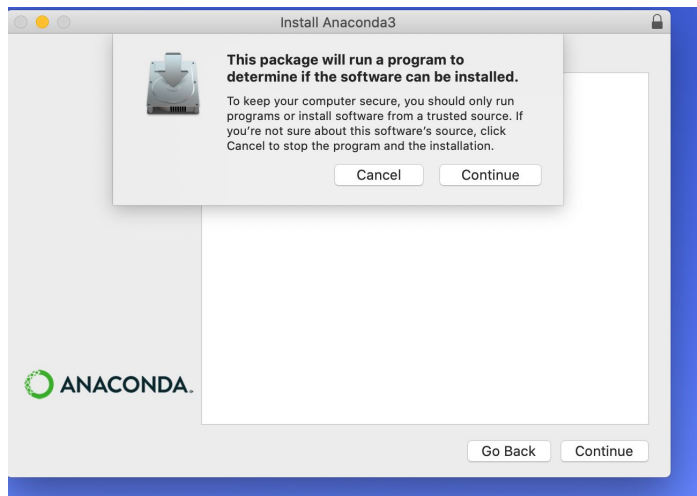 Install Anaconda3
This package will run a program to
determine if the software can be installed.
To keep your computer secure, you should only run
programs or install software from a trusted source. If
you're not sure about this software's source, click
Cancel to stop the program and the installation.
Cancel
Continue
ANACONDA.
Go Back
Continue